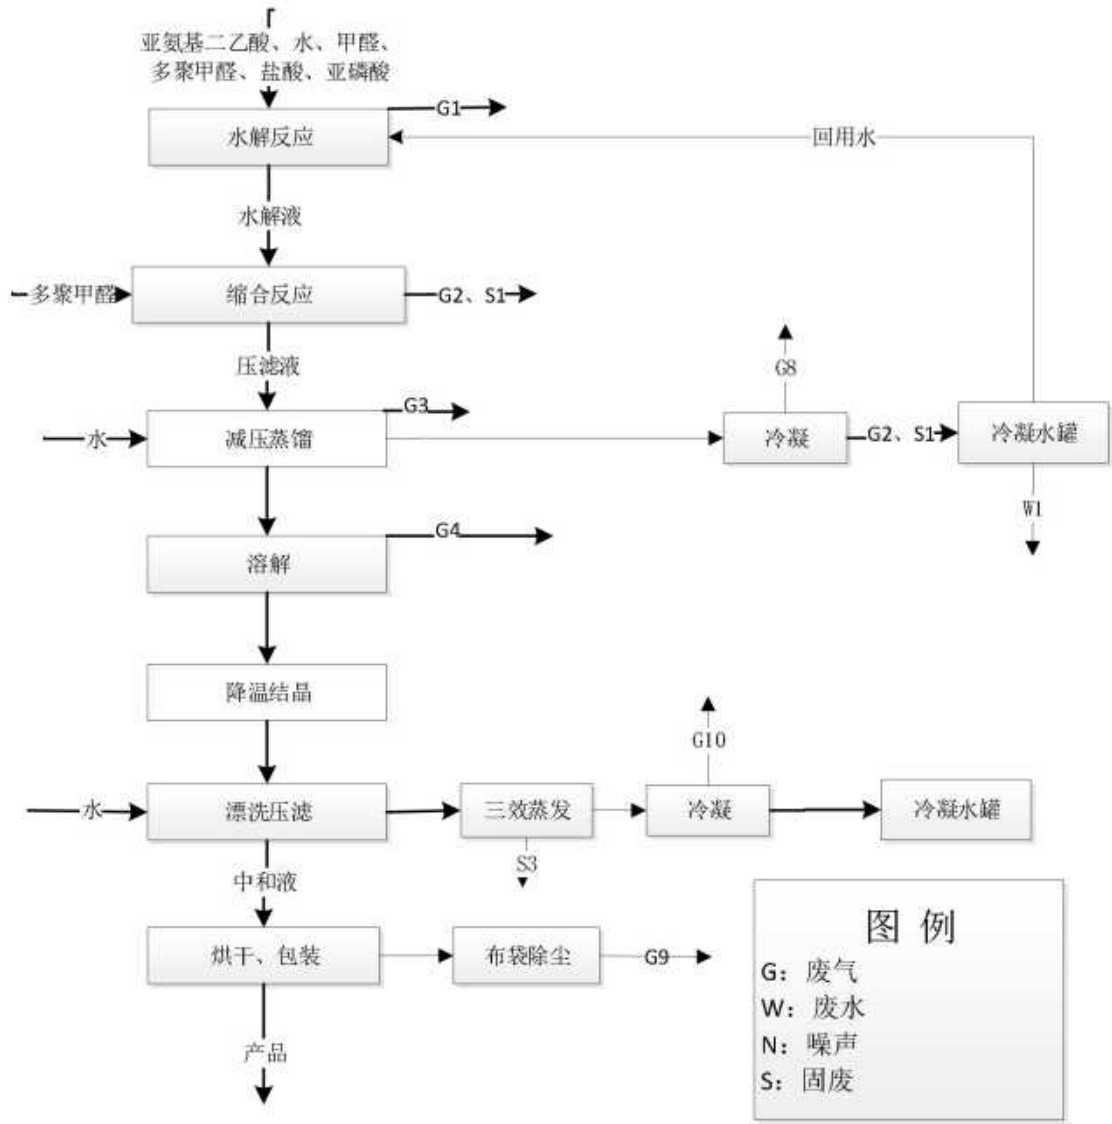 亚氨基二乙酸、水、甲醛、
多聚甲醛、盐酸、亚磷酸
G1
水解反应
回用水
水解液
多聚甲醛
缩合反应
G2、S1
压滤液
G8
G3
水
减压蒸馏
冷凝
G2、S1
冷凝水罐
W1
G4
溶解
降温结晶
G10
水
漂洗压滤
三效蒸发
冷凝
冷凝水罐
S3
中和液
烘干、包装
布袋除尘
G9
产品
图 例
G：废气
W：废水
N：噪声
S：固废